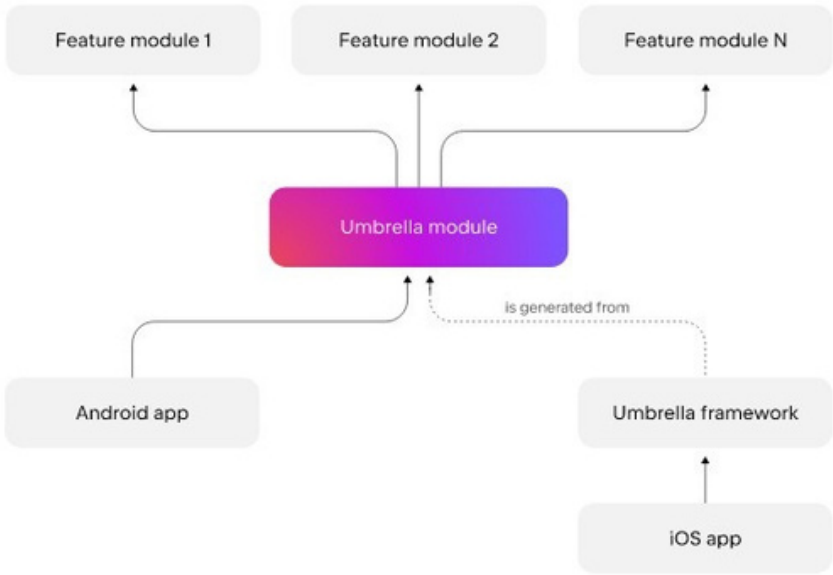 Feature module 1
Feature module 2
Feature module N
Umbrella module
is generated from
Android app
Umbrella framework
iOS app